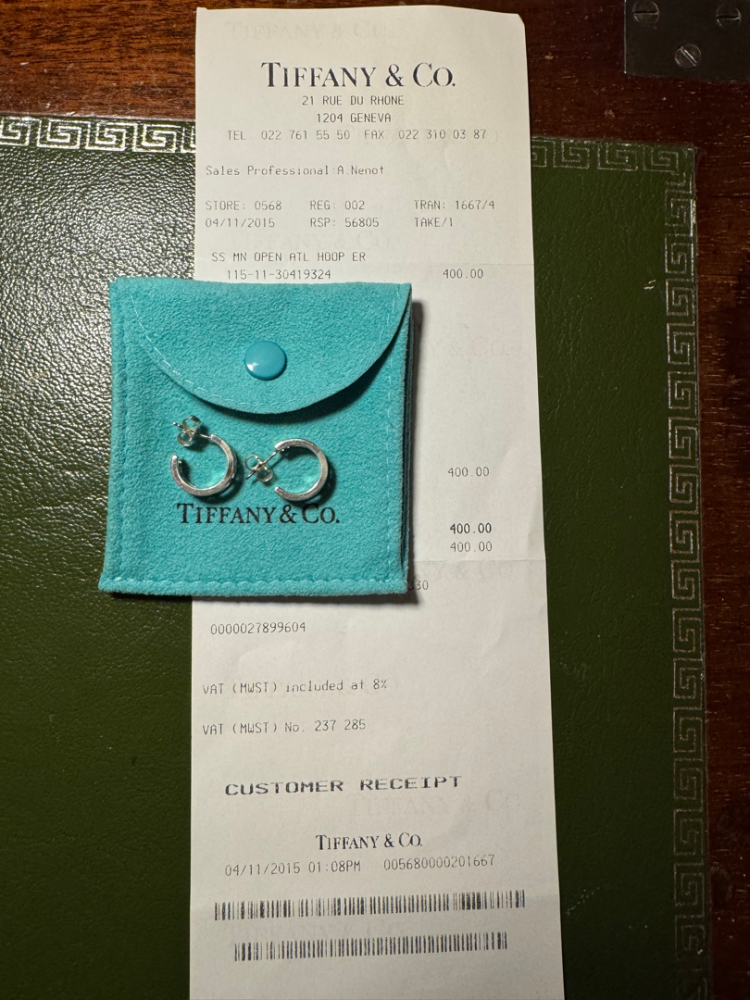 TIFFANY & CO.
21 RUE DU RHONE
1204 GENEVA
TEL 022 761 55 50 FAX 022 310 03 87
Sales Professional:A.Nenot
STORE: 0568 REG: 002 TRAN: 1667/4
04/11/2015 RSP: 56805 TAKE/1
SS MN OPEN ATL HOOP ER
115-11-30419324 400.00
400.00
400.00
400.00
TIFFANY & CO.
0000027899604
VAT (MWST) included at 8%
VAT (MWST) No. 237 285
CUSTOMER RECEIPT
TIFFANY & CO.
04/11/2015 01:08PM 005680000201667